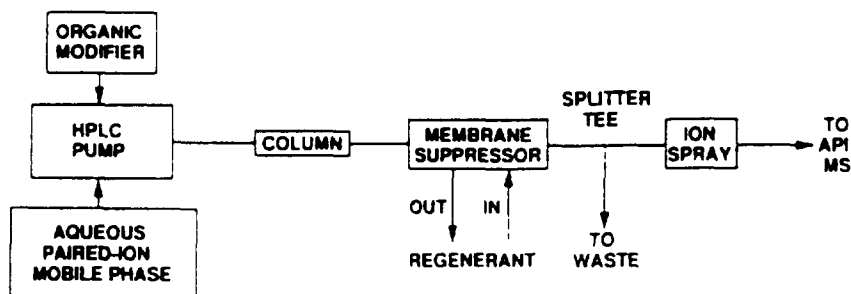 ORGANIC
MODIFIER
HPLC
PUMP
AQUEOUS
PAIRED-ION
MOBILE PHASE
COLUMN
MEMBRANE
SUPPRESSOR
OUT
IN
REGENERANT
SPLITTER
TEE
TO
WASTE
ION
SPRAY
TO
API
MS